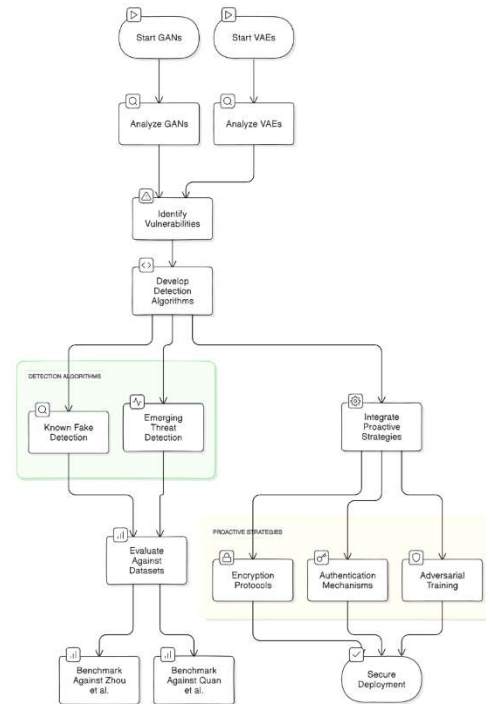 Start GANs
Start VAEs
Analyze GANs
Analyze VAEs
Identify
Vulnerabilities
Develop
Detection
Algorithms
DETECTION ALGORITHMS
Known Fake
Detection
Emerging
Threat
Detection
Integrate
Proactive
Strategies
Evaluate
Against
Datasets
PROACTIVE STRATEGIES
Encryption
Protocols
Authentication
Mechanisms
Adversarial
Training
Benchmark
Against Zhou
et al.
Benchmark
Against Quan
et al.
Secure
Deployment